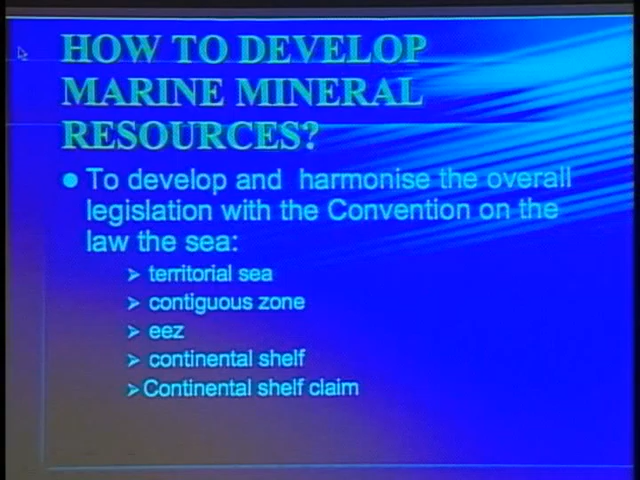 HOW TO DEVELOP
MARINE MINERAL
RESOURCES?
To develop and harmonise the overall
legislation with the Convention on the
law the sea:
territorial sea
contiguous zone
eez
continental shelf
Continental shelf claim